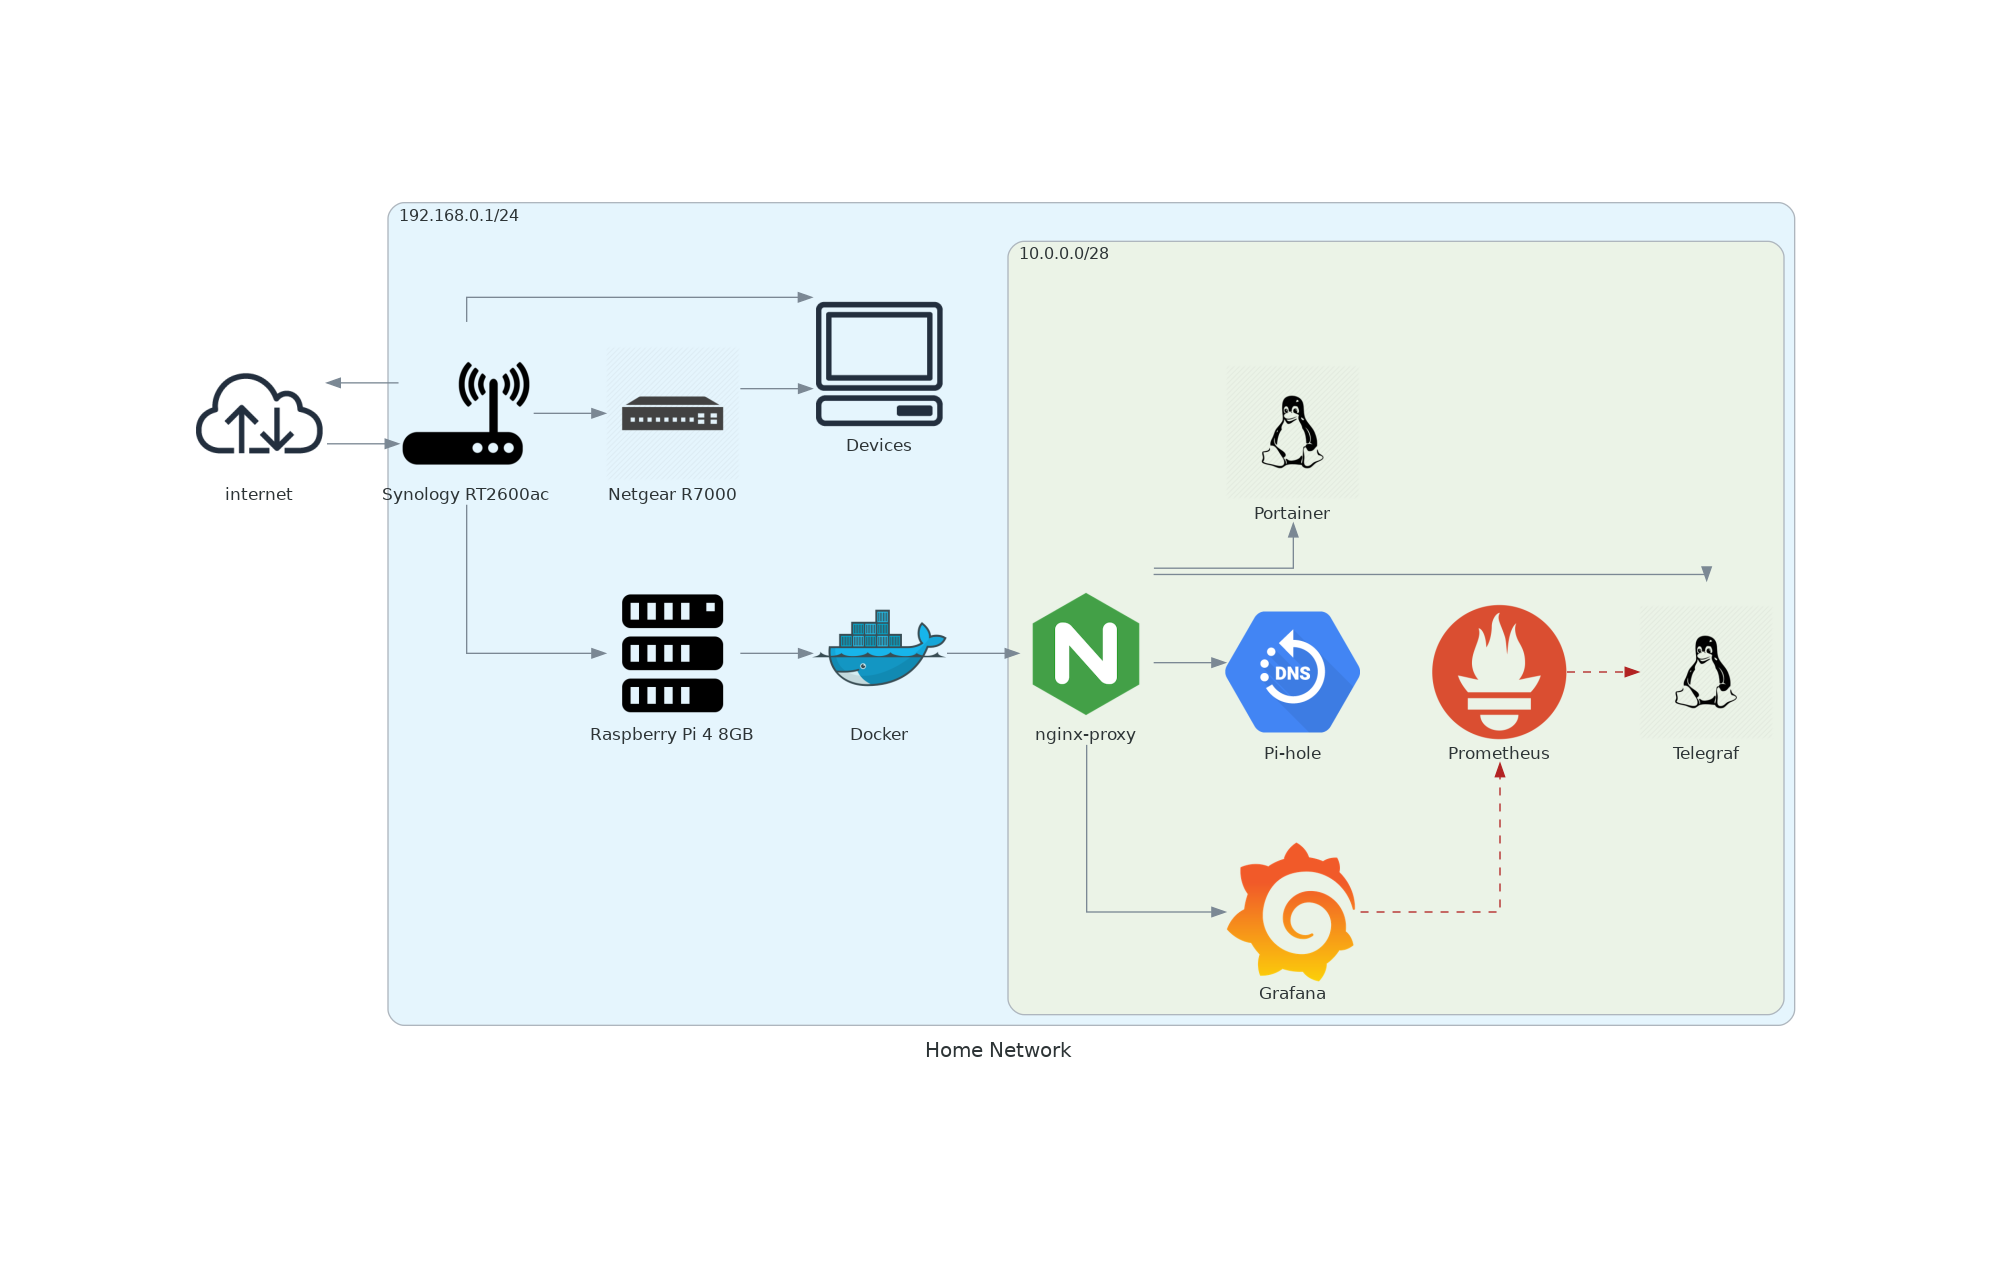 192.168.0.1/24
10.0.0.0/28
internet
Synology RT2600ac
Netgear R7000
Devices
Portainer
Raspberry Pi 4 8GB
Docker
N
nginx-proxy
DNS
Pi-hole
Prometheus
Telegraf
Grafana
Home Network